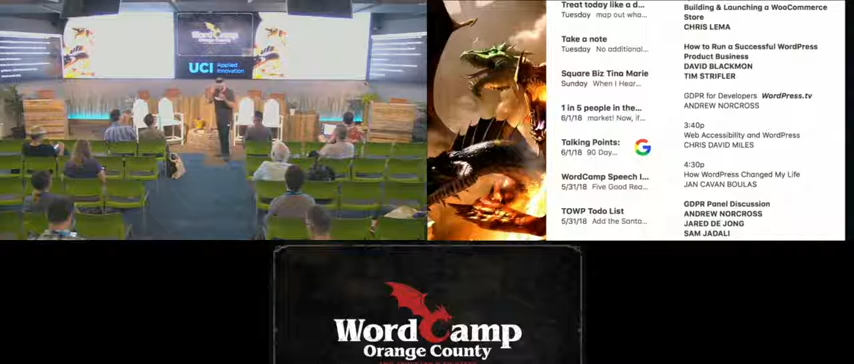 WordCamp
Orange County
UCI Applied
Innovation
Treat today like a d...
Tuesday map out wha...
Take a note
Tuesday No additional...
Square Biz Tina Marie
Sunday When I Hear...
1 in 5 people in the...
6/1/18 market! Now, if...
Talking Points:
6/1/18 90 Day...
WordCamp Speech I...
5/31/18 Five Good Rea...
TOWP Todo List
5/31/18 Add the Santa...
Building & Launching a WooCommerce
Store
CHRIS LEMA
How to Run a Successful WordPress
Product Business
DAVID BLACKMON
TIM STRIFLER
GDPR for Developers WordPress.tv
ANDREW NORCROSS
3:40p
Web Accessibility and WordPress
CHRIS DAVID MILES
4:30p
How WordPress Changed My Life
JAN CAVAN BOULAS
GDPR Panel Discussion
ANDREW NORCROSS
JARED DE JONG
SAM JADALI
WordCamp
Orange County